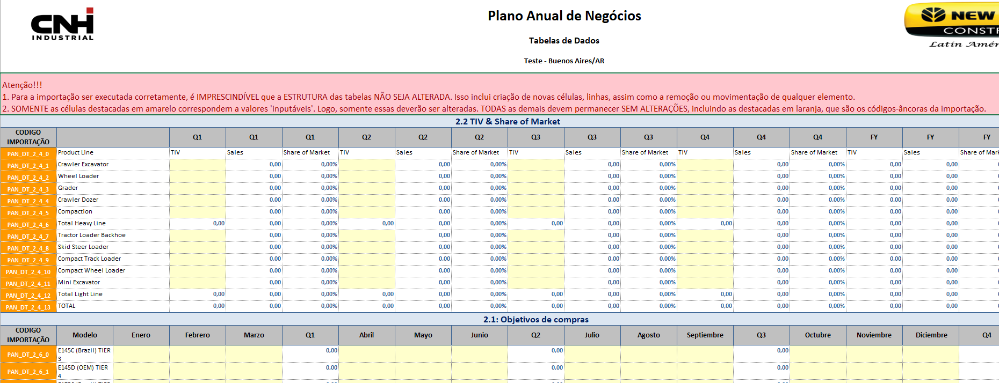 CNH
INDUSTRIAL
Plano Anual de Negócios
Tabelas de Dados
Teste - Buenos Aires/AR
NEW
CONSTR
Latin Amér
Atenção!!!
1. Para a importação ser executada corretamente, é IMPRESCINDÍVEL que a ESTRUTURA das tabelas NÃO SEJA ALTERADA. Isso inclui criação de novas células, linhas, assim como a remoção ou movimentação de qualquer elemento.
2. SOMENTE as células destacadas em amarelo correspondem a valores 'inputáveis'. Logo, somente essas deverão ser alteradas. TODAS as demais devem permanecer SEM ALTERAÇÕES, incluindo as destacadas em laranja, que são os códigos-âncoras da importação.
2.2 TIV & Share of Market
CODIGO IMPORTAÇÃO Q1 Q1 Q1 Q2 Q2 Q2 Q3 Q3 Q3 Q4 Q4 Q4 FY FY FY
PAN_DT_2_4_0 Product Line TIV Sales Share of Market TIV Sales Share of Market TIV Sales Share of Market TIV Sales Share of Market TIV Sales Share of Mark
PAN_DT_2_4_1 Crawler Excavator 0,00 0,00% 0,00 0,00% 0,00 0,00% 0,00 0,00% 0,00 0,00
PAN_DT_2_4_2 Wheel Loader 0,00 0,00% 0,00 0,00% 0,00 0,00% 0,00 0,00% 0,00 0,00
PAN_DT_2_4_3 Grader 0,00 0,00% 0,00 0,00% 0,00 0,00% 0,00 0,00% 0,00 0,00
PAN_DT_2_4_4 Crawler Dozer 0,00 0,00% 0,00 0,00% 0,00 0,00% 0,00 0,00% 0,00 0,00
PAN_DT_2_4_5 Compaction 0,00 0,00% 0,00 0,00% 0,00 0,00% 0,00 0,00% 0,00 0,00
PAN_DT_2_4_6 Total Heavy Line 0,00 0,00 0,00% 0,00 0,00 0,00% 0,00 0,00 0,00% 0,00 0,00 0,00% 0,00 0,00
PAN_DT_2_4_7 Tractor Loader Backhoe 0,00 0,00% 0,00 0,00% 0,00 0,00% 0,00 0,00% 0,00 0,00
PAN_DT_2_4_8 Skid Steer Loader 0,00 0,00% 0,00 0,00% 0,00 0,00% 0,00 0,00% 0,00 0,00
PAN_DT_2_4_9 Compact Track Loader 0,00 0,00% 0,00 0,00% 0,00 0,00% 0,00 0,00% 0,00 0,00
PAN_DT_2_4_10 Compact Wheel Loader 0,00 0,00% 0,00 0,00% 0,00 0,00% 0,00 0,00% 0,00 0,00
PAN_DT_2_4_11 Mini Excavator 0,00 0,00% 0,00 0,00% 0,00 0,00% 0,00 0,00% 0,00 0,00
PAN_DT_2_4_12 Total Light Line 0,00 0,00 0,00% 0,00 0,00 0,00% 0,00 0,00 0,00% 0,00 0,00 0,00% 0,00 0,00
PAN_DT_2_4_13 TOTAL 0,00 0,00 0,00% 0,00 0,00 0,00% 0,00 0,00 0,00% 0,00 0,00 0,00% 0,00 0,00
2.1: Objetivos de compras
CODIGO IMPORTAÇÃO Modelo Enero Febrero Marzo Q1 Abril Mayo Junio Q2 Julio Agosto Septiembre Q3 Octubre Noviembre Diciembre Q4
PAN_DT_2_6_0 E145C (Brazil) TIER 3 0,00 0,00 0,00
PAN_DT_2_6_1 E145D (OEM) TIER 4 0,00 0,00 0,00